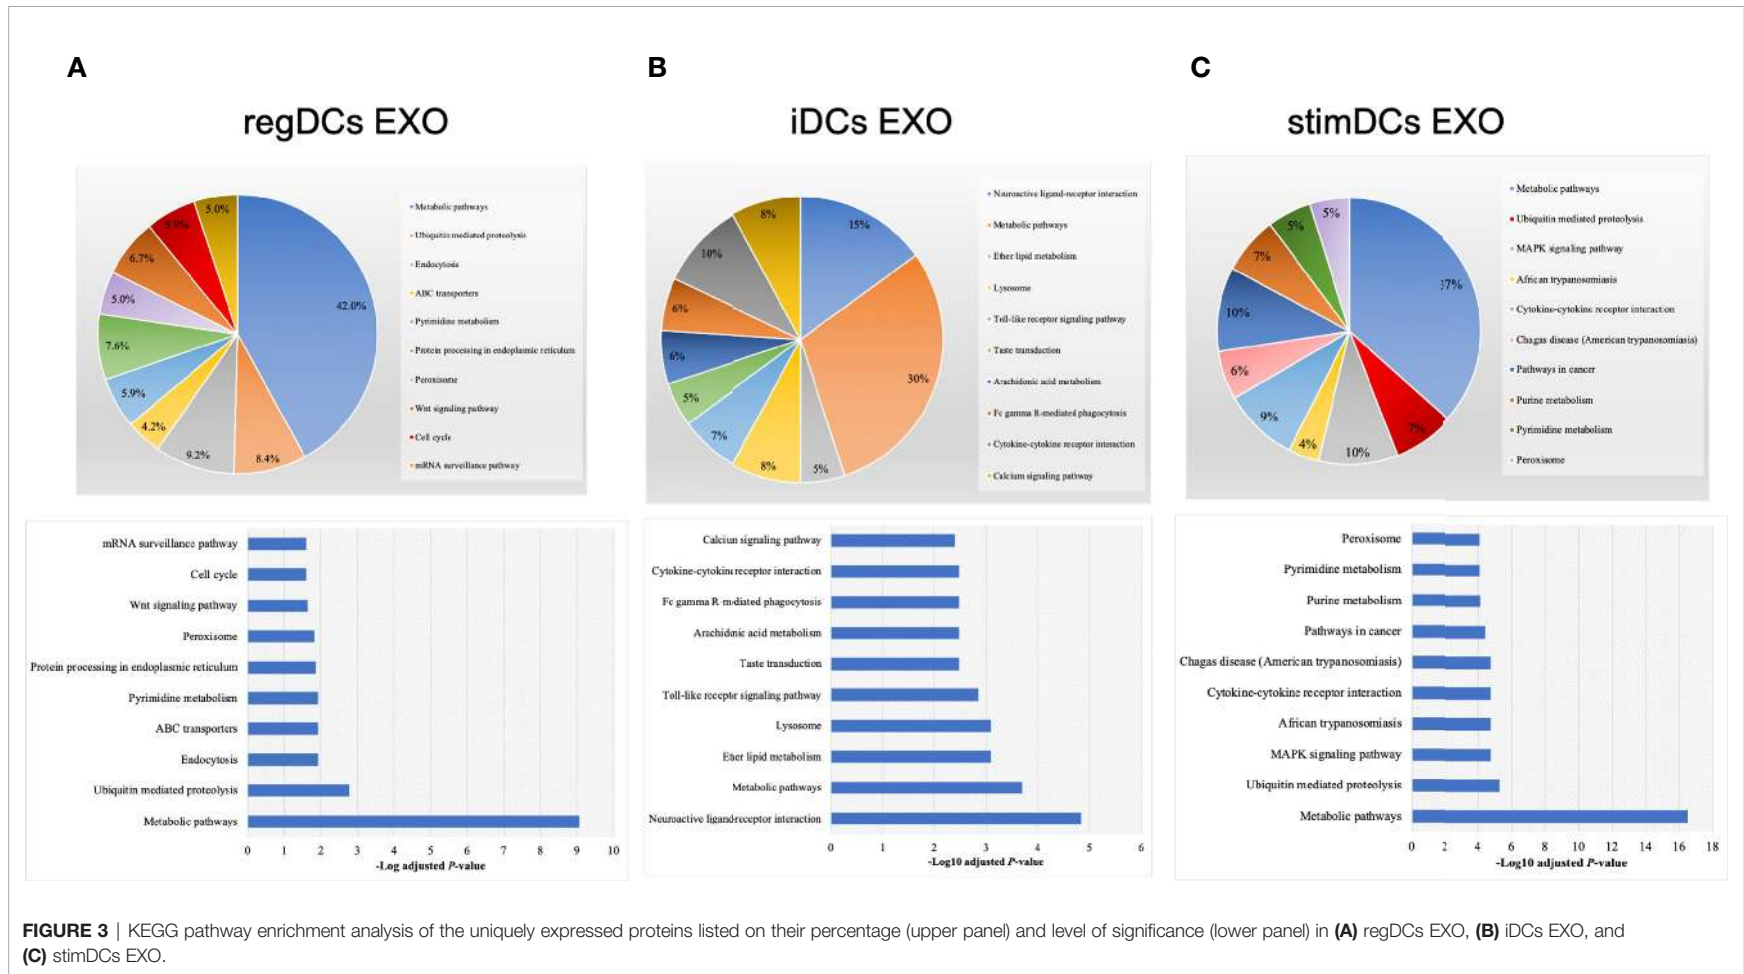 A
regDCs EXO
5.0%
5.9%
6.7%
5.0%
7.6%
5.9%
4.2%
9.2%
8.4%
42.0%
Metabolic pathways
Ubiquitin mediated proteolysis
Endocytosis
ABC transporters
Pyrimidine metabolism
Protein processing in endoplasmic reticulum
Peroxisome
Wnt signaling pathway
Cell cycle
mRNA surveillance pathway
mRNA surveillance pathway
Cell cycle
Wnt signaling pathway
Peroxisome
Protein processing in endoplasmic reticulum
Pyrimidine metabolism
ABC transporters
Endocytosis
Ubiquitin mediated proteolysis
Metabolic pathways
0 1 2 3 4 5 6 7 8 9 10
-Log adjusted P-value
B
iDCs EXO
8%
15%
10%
6%
6%
5%
7%
8%
5%
30%
Neuroactive ligand-receptor interaction
Metabolic pathways
Ether lipid metabolism
Lysosome
Toll-like receptor signaling pathway
Taste transduction
Arachidonic acid metabolism
Fc gamma R-mediated phagocytosis
Cytokine-cytokine receptor interaction
Calcium signaling pathway
Calciun signaling pathway
Cytokine-cytokin receptor interaction
Fc gamma R-mdiated phagocytosis
Arachidnic acid metabolism
Taste transduction
Toll-like receptr signaling pathway
Lysosome
Ether lipid metabolism
Metabolic pathways
Neuroactive ligandreceptor interaction
0 1 2 3 4 5 6
-Log10 adjusted P-value
C
stimDCs EXO
5%
5%
7%
10%
6%
9%
4%
10%
7%
37%
Metabolic pathways
Ubiquitin mediated proteolysis
MAPK signaling pathway
African trypanosomiasis
Cytokine-cytokine receptor interaction
Chagas disease (American trypanosomiasis)
Pathways in cancer
Purine metabolism
Pyrimidine metabolism
Peroxisome
Peroxisome
Pyrimidine metabolism
Purine metabolism
Pathways in cancer
Chagas disease (American trypanosomiasis)
Cytokine-cytokine receptor interaction
African trypanosomiasis
MAPK signaling pathway
Ubiquitin mediated proteolysis
Metabolic pathways
0 2 4 6 8 10 12 14 16 18
-Log10 adjusted P-value
FIGURE 3 | KEGG pathway enrichment analysis of the uniquely expressed proteins listed on their percentage (upper panel) and level of significance (lower panel) in (A) regDCs EXO, (B) iDCs EXO, and
(C) stimDCs EXO.